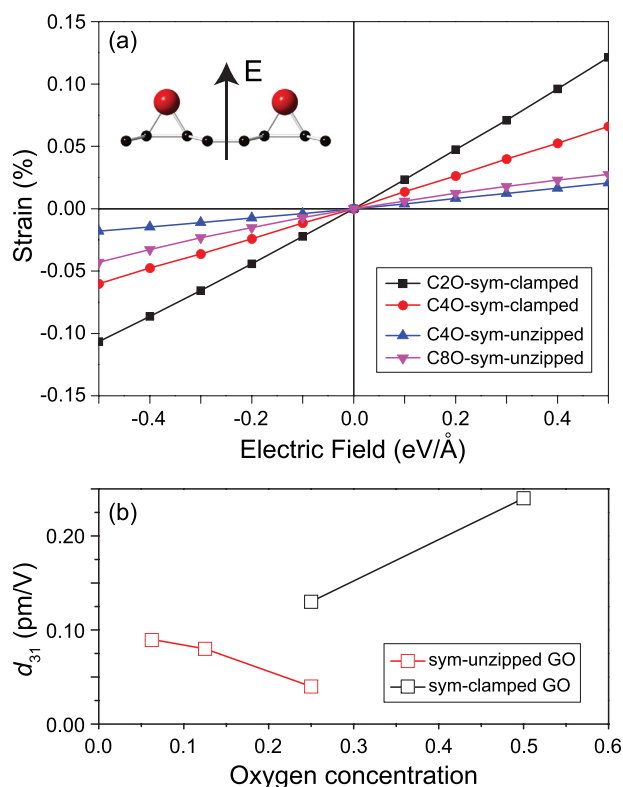 (a)
E
Strain (%)
0.15
0.10
0.05
0.00
-0.05
-0.10
0.15
C2O-sym-clamped
C4O-sym-clamped
C4O-sym-unzipped
C8O-sym-unzipped
-0.4 -0.2 0.0 0.2 0.4
Electric Field (eV/Å)
(b)
d31 (pm/V)
0.20
0.10
0.00
sym-unzipped GO
sym-clamped GO
0.0 0.1 0.2 0.3 0.4 0.5 0.6
Oxygen concentration